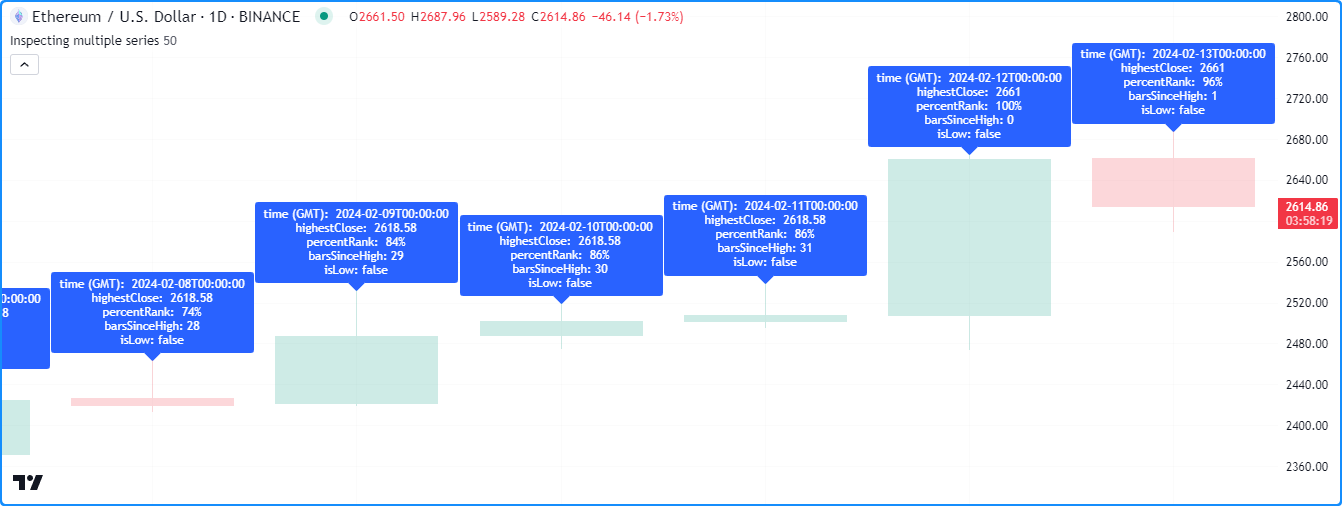 Ethereum / U.S. Dollar · 1D · BINANCE O2661.50 H2687.96 L2589.28 C2614.86 −46.14 (−1.73%)
Inspecting multiple series 50
0:00:00
8
time (GMT): 2024-02-08T00:00:00
highestClose: 2618.58
percentRank: 74%
barsSinceHigh: 28
isLow: false
time (GMT): 2024-02-09T00:00:00
highestClose: 2618.58
percentRank: 84%
barsSinceHigh: 29
isLow: false
time (GMT): 2024-02-10T00:00:00
highestClose: 2618.58
percentRank: 86%
barsSinceHigh: 30
isLow: false
time (GMT): 2024-02-11T00:00:00
highestClose: 2618.58
percentRank: 86%
barsSinceHigh: 31
isLow: false
time (GMT): 2024-02-12T00:00:00
highestClose: 2661
percentRank: 100%
barsSinceHigh: 0
isLow: false
time (GMT): 2024-02-13T00:00:00
highestClose: 2661
percentRank: 96%
barsSinceHigh: 1
isLow: false
2800.00
2760.00
2720.00
2680.00
2640.00
2614.86
03:58:19
2560.00
2520.00
2480.00
2440.00
2400.00
2360.00